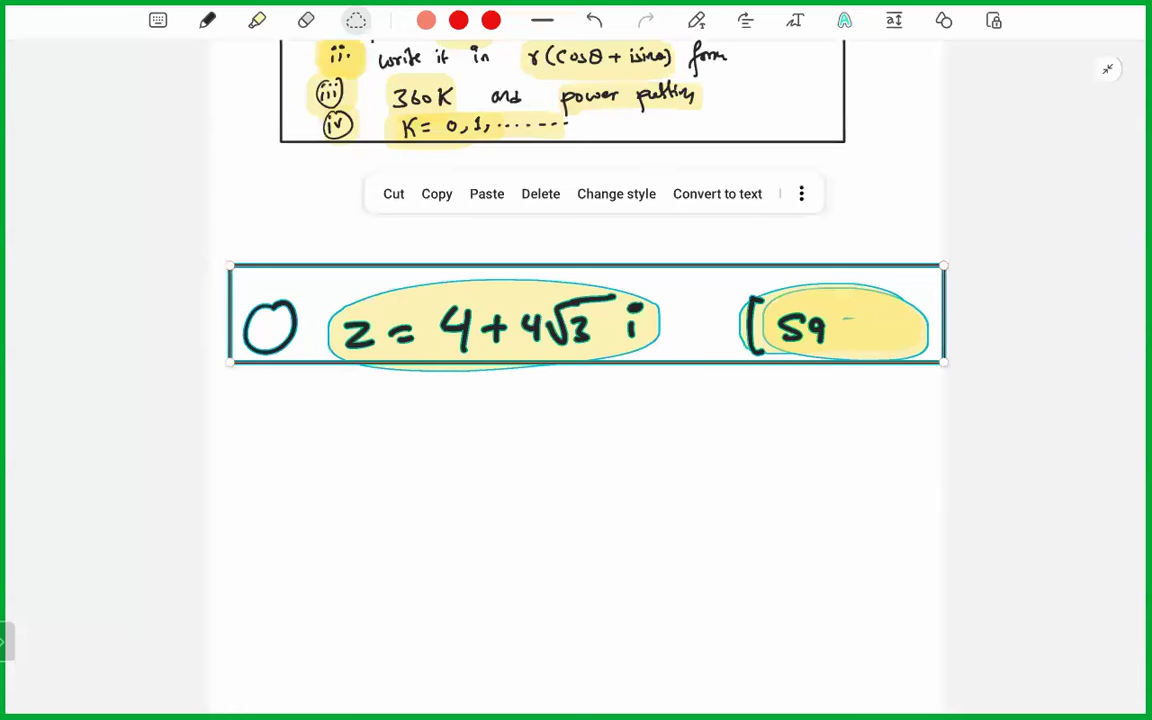 ii. write it in r(cosθ + isinθ) form
iii 360K and power putting
iv K = 0, 1, .......
Cut Copy Paste Delete Change style Convert to text
z = 4 + 4√3 i [ Sq